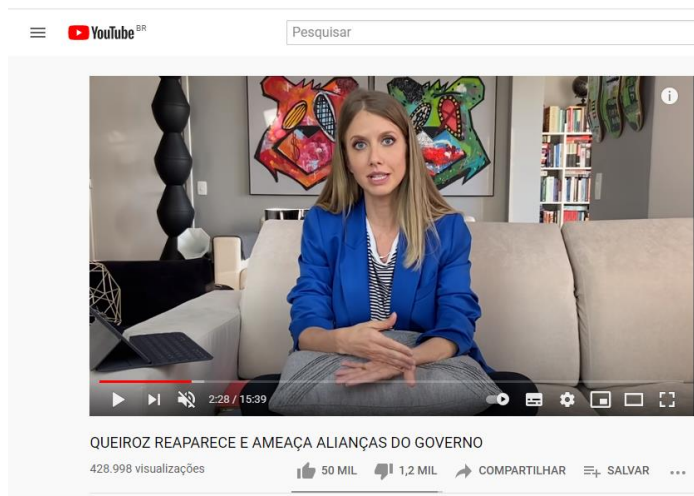 YouTube BR
Pesquisar
2:28 / 15:39
QUEIROZ REAPARECE E AMEAÇA ALIANÇAS DO GOVERNO
428.998 visualizações
50 MIL
1,2 MIL
COMPARTILHAR
SALVAR